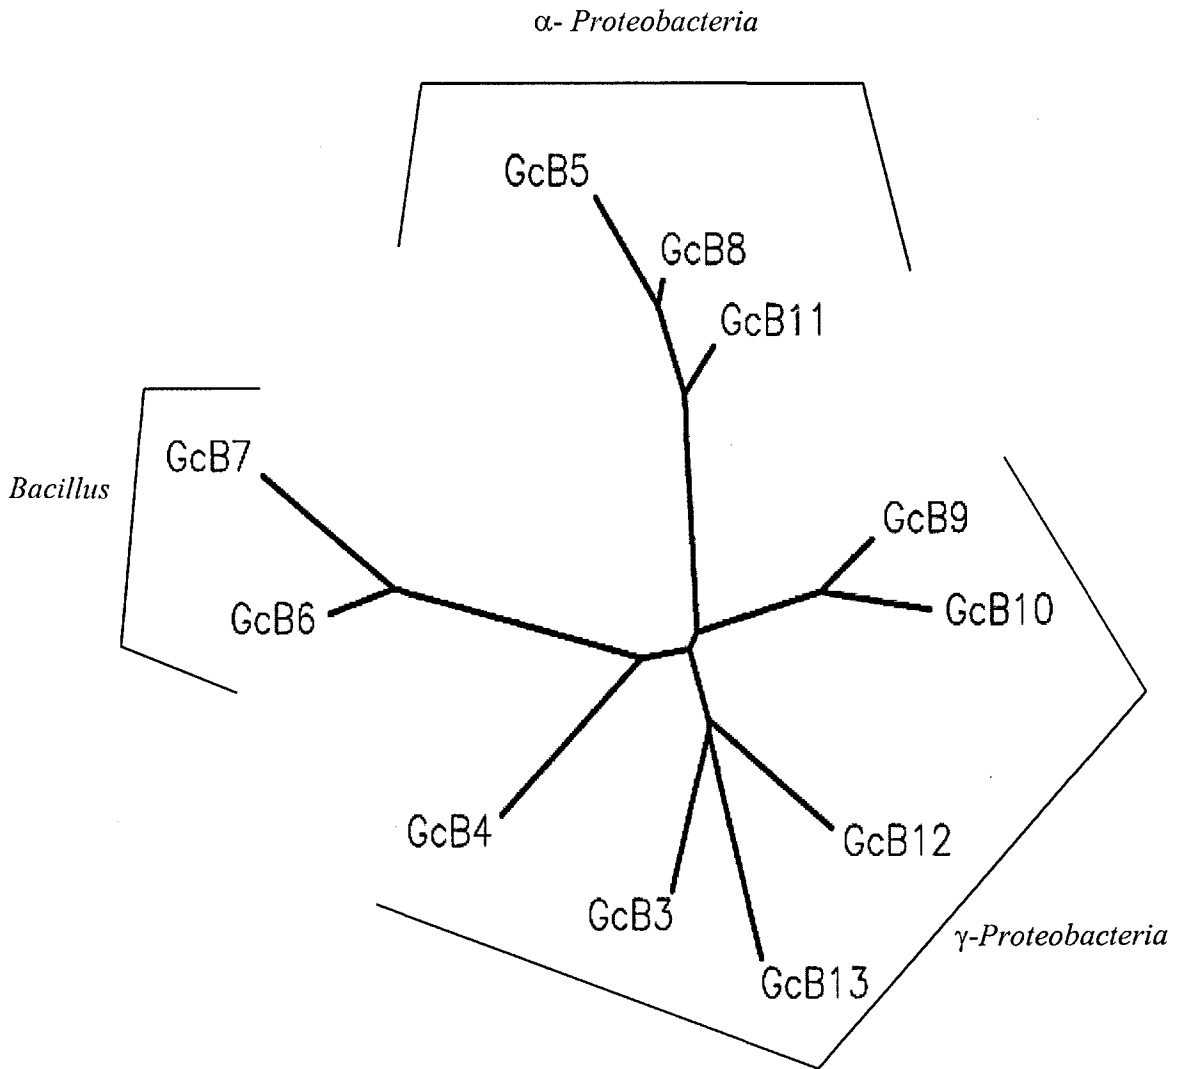 α- Proteobacteria
GcB5
GcB8
GcB11
GcB7
Bacillus
GcB9
GcB10
GcB6
GcB4
GcB12
GcB3
γ-Proteobacteria
GcB13